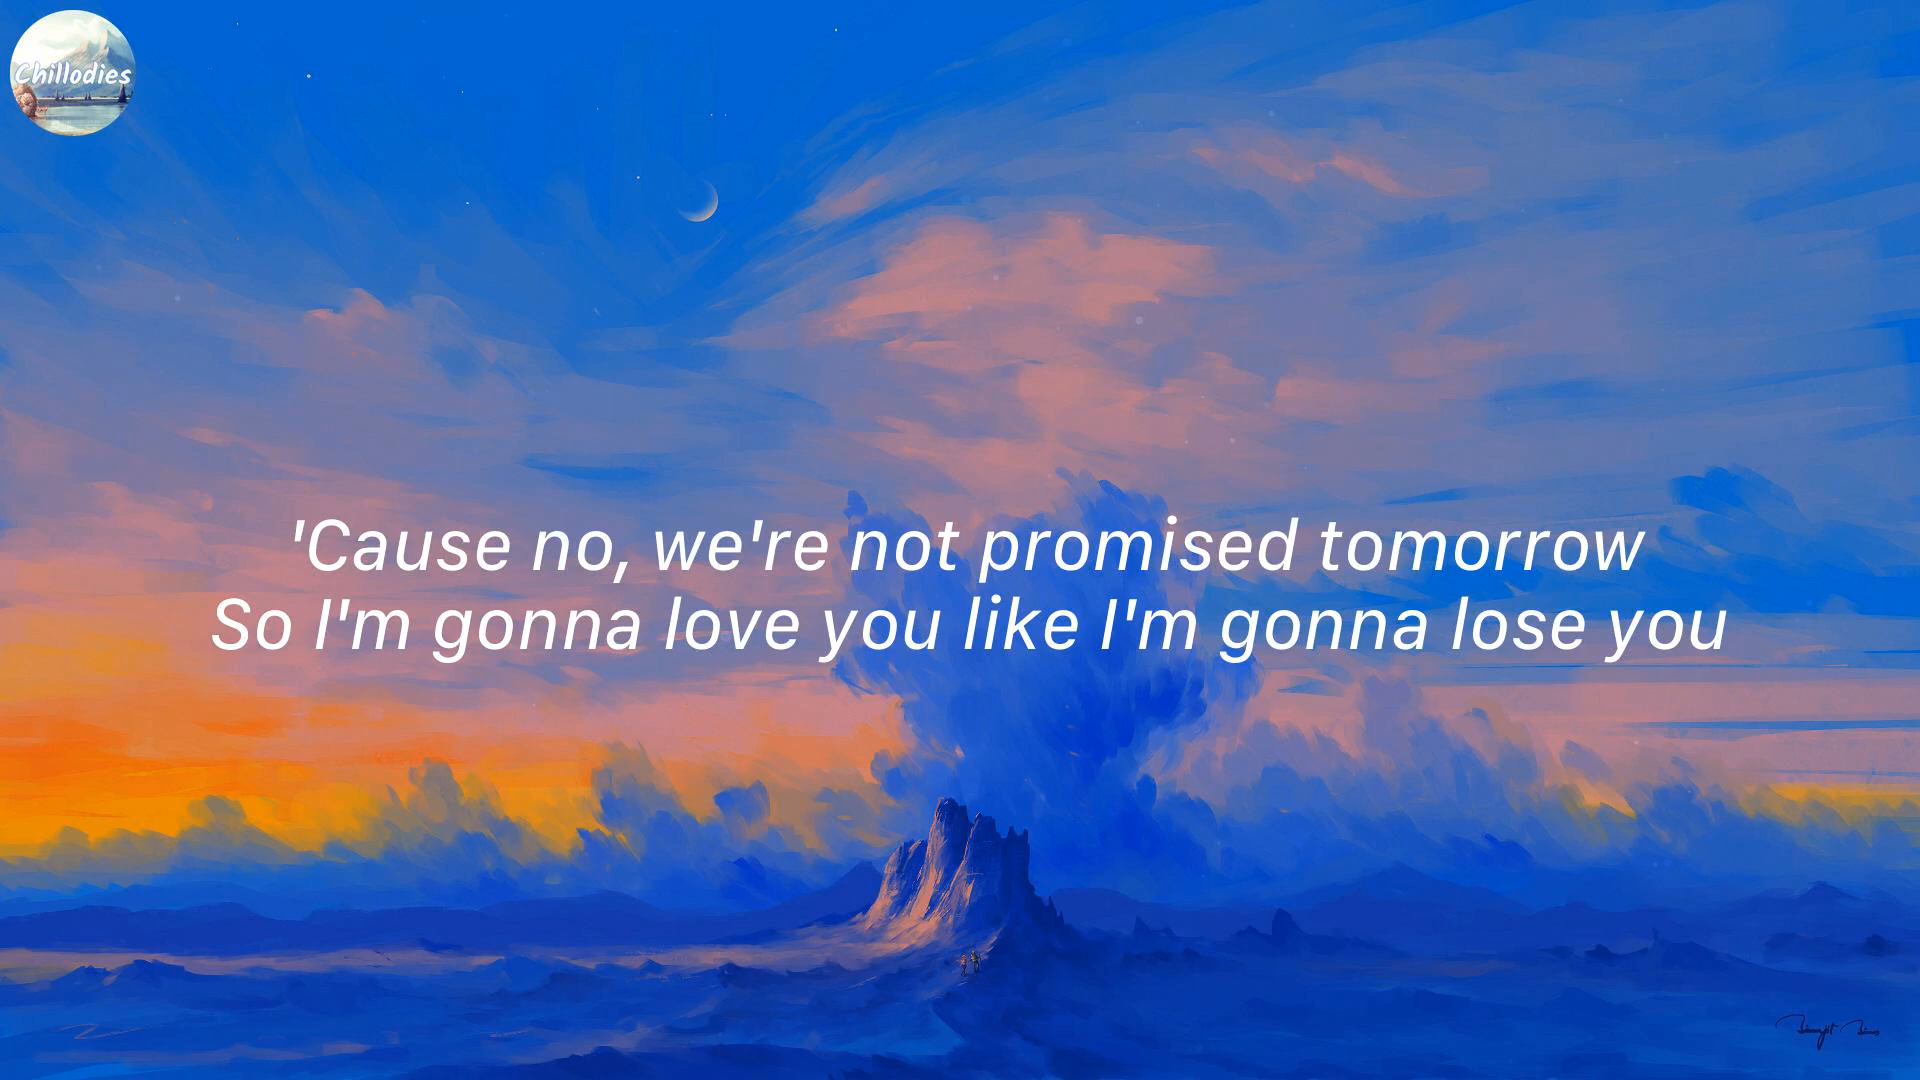 Chillodies
'Cause no, we're not promised tomorrow
So I'm gonna love you like I'm gonna lose you